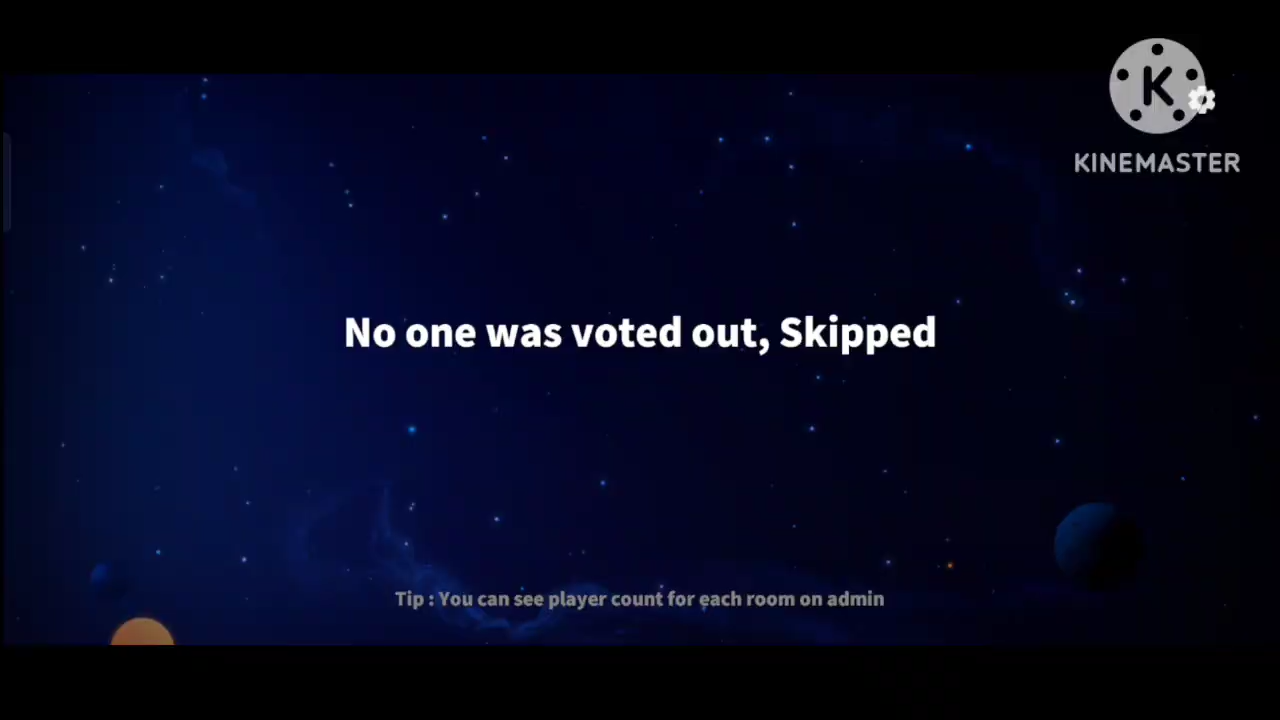 KINEMASTER
No one was voted out, Skipped
Tip : You can see player count for each room on admin